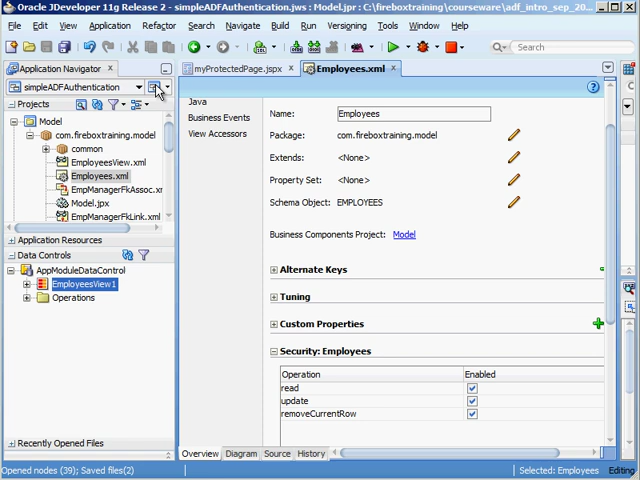 Oracle JDeveloper 11g Release 2 - simpleADFAuthentication.jws : Model.jpr : C:\fireboxtraining\courseware\adf_intro_sep_20...
File Edit View Application Refactor Search Navigate Build Run Versioning Tools Window Help
Search
Application Navigator
myProtectedPage.jspx
Employees.xml
simpleADFAuthentication
Projects
Model
com.fireboxtraining.model
common
EmployeesView.xml
Employees.xml
EmpManagerFkAssoc.xm
Model.jpx
EmpManagerFkLink.xml
Application Resources
Data Controls
AppModuleDataControl
EmployeesView1
Operations
Recently Opened Files
Java
Business Events
View Accessors
Name: Employees
Package: com.fireboxtraining.model
Extends: <None>
Property Set: <None>
Schema Object: EMPLOYEES
Business Components Project: Model
Alternate Keys
Tuning
Custom Properties
Security: Employees
Operation Enabled
read
update
removeCurrentRow
Overview Diagram Source History
Opened nodes (39); Saved files(2)
Selected: Employees
Editing